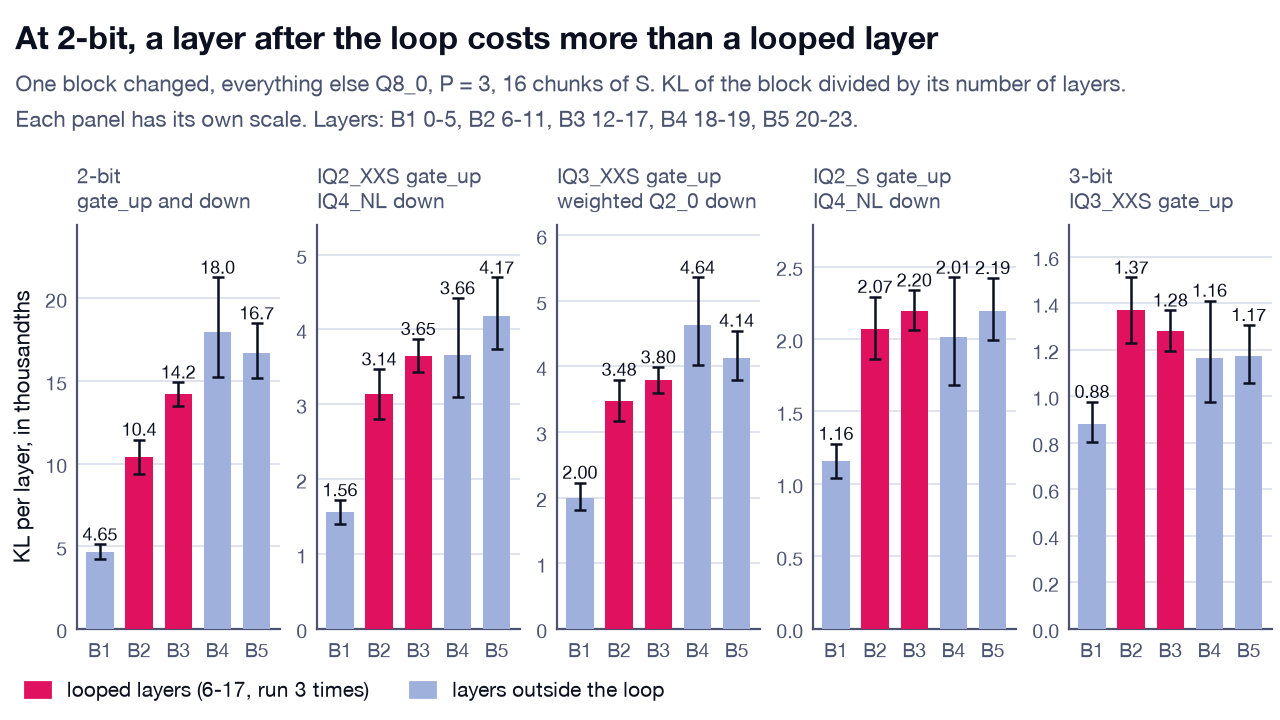 At 2-bit, a layer after the loop costs more than a looped layer
One block changed, everything else Q8_0, P = 3, 16 chunks of S. KL of the block divided by its number of layers.
Each panel has its own scale. Layers: B1 0-5, B2 6-11, B3 12-17, B4 18-19, B5 20-23.
KL per layer, in thousandths
2-bit
gate_up and down
20
15
10
5
0
4.65
10.4
14.2
18.0
16.7
B1 B2 B3 B4 B5
IQ2_XXS gate_up
IQ4_NL down
5
4
3
2
1
0
1.56
3.14
3.65
3.66
4.17
B1 B2 B3 B4 B5
IQ3_XXS gate_up
weighted Q2_0 down
6
5
4
3
2
1
0
2.00
3.48
3.80
4.64
4.14
B1 B2 B3 B4 B5
IQ2_S gate_up
IQ4_NL down
2.5
2.0
1.5
1.0
0.5
0.0
1.16
2.07
2.20
2.01
2.19
B1 B2 B3 B4 B5
3-bit
IQ3_XXS gate_up
1.6
1.4
1.2
1.0
0.8
0.6
0.4
0.2
0.0
0.88
1.37
1.28
1.16
1.17
B1 B2 B3 B4 B5
looped layers (6-17, run 3 times)
layers outside the loop